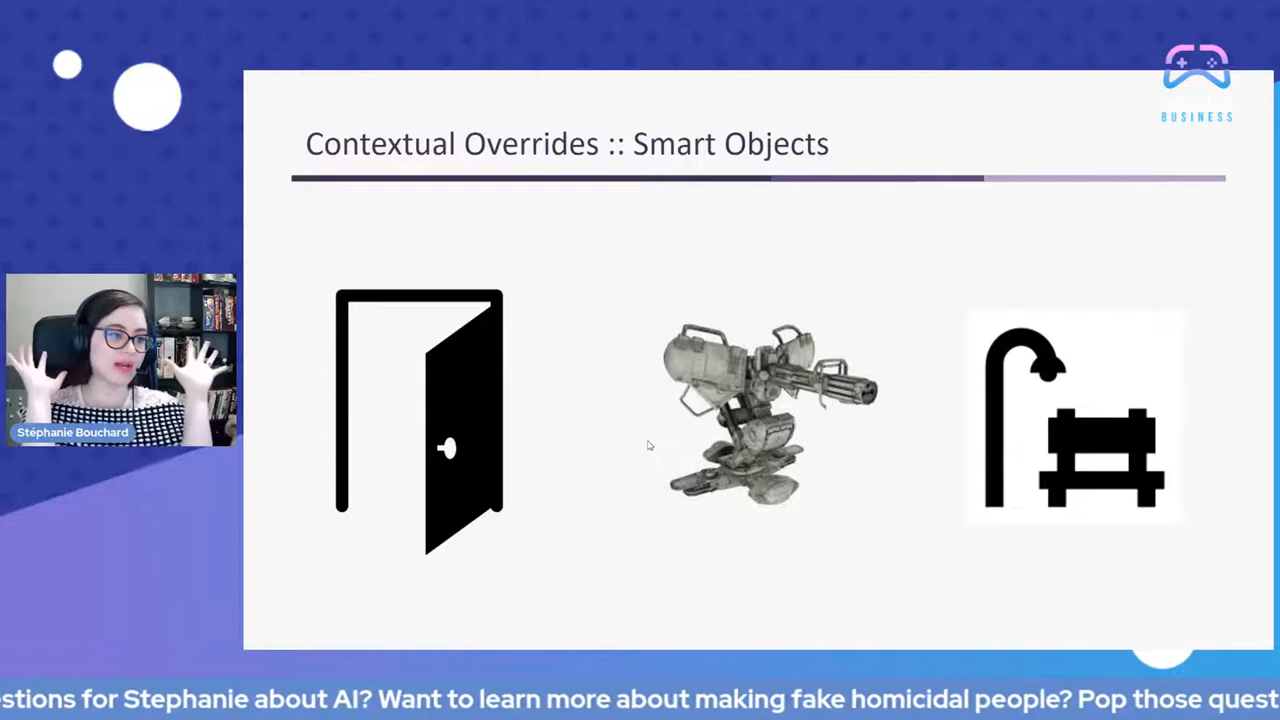 BUSINESS
Contextual Overrides :: Smart Objects
Stéphanie Bouchard
estions for Stephanie about AI? Want to learn more about making fake homicidal people? Pop those quest